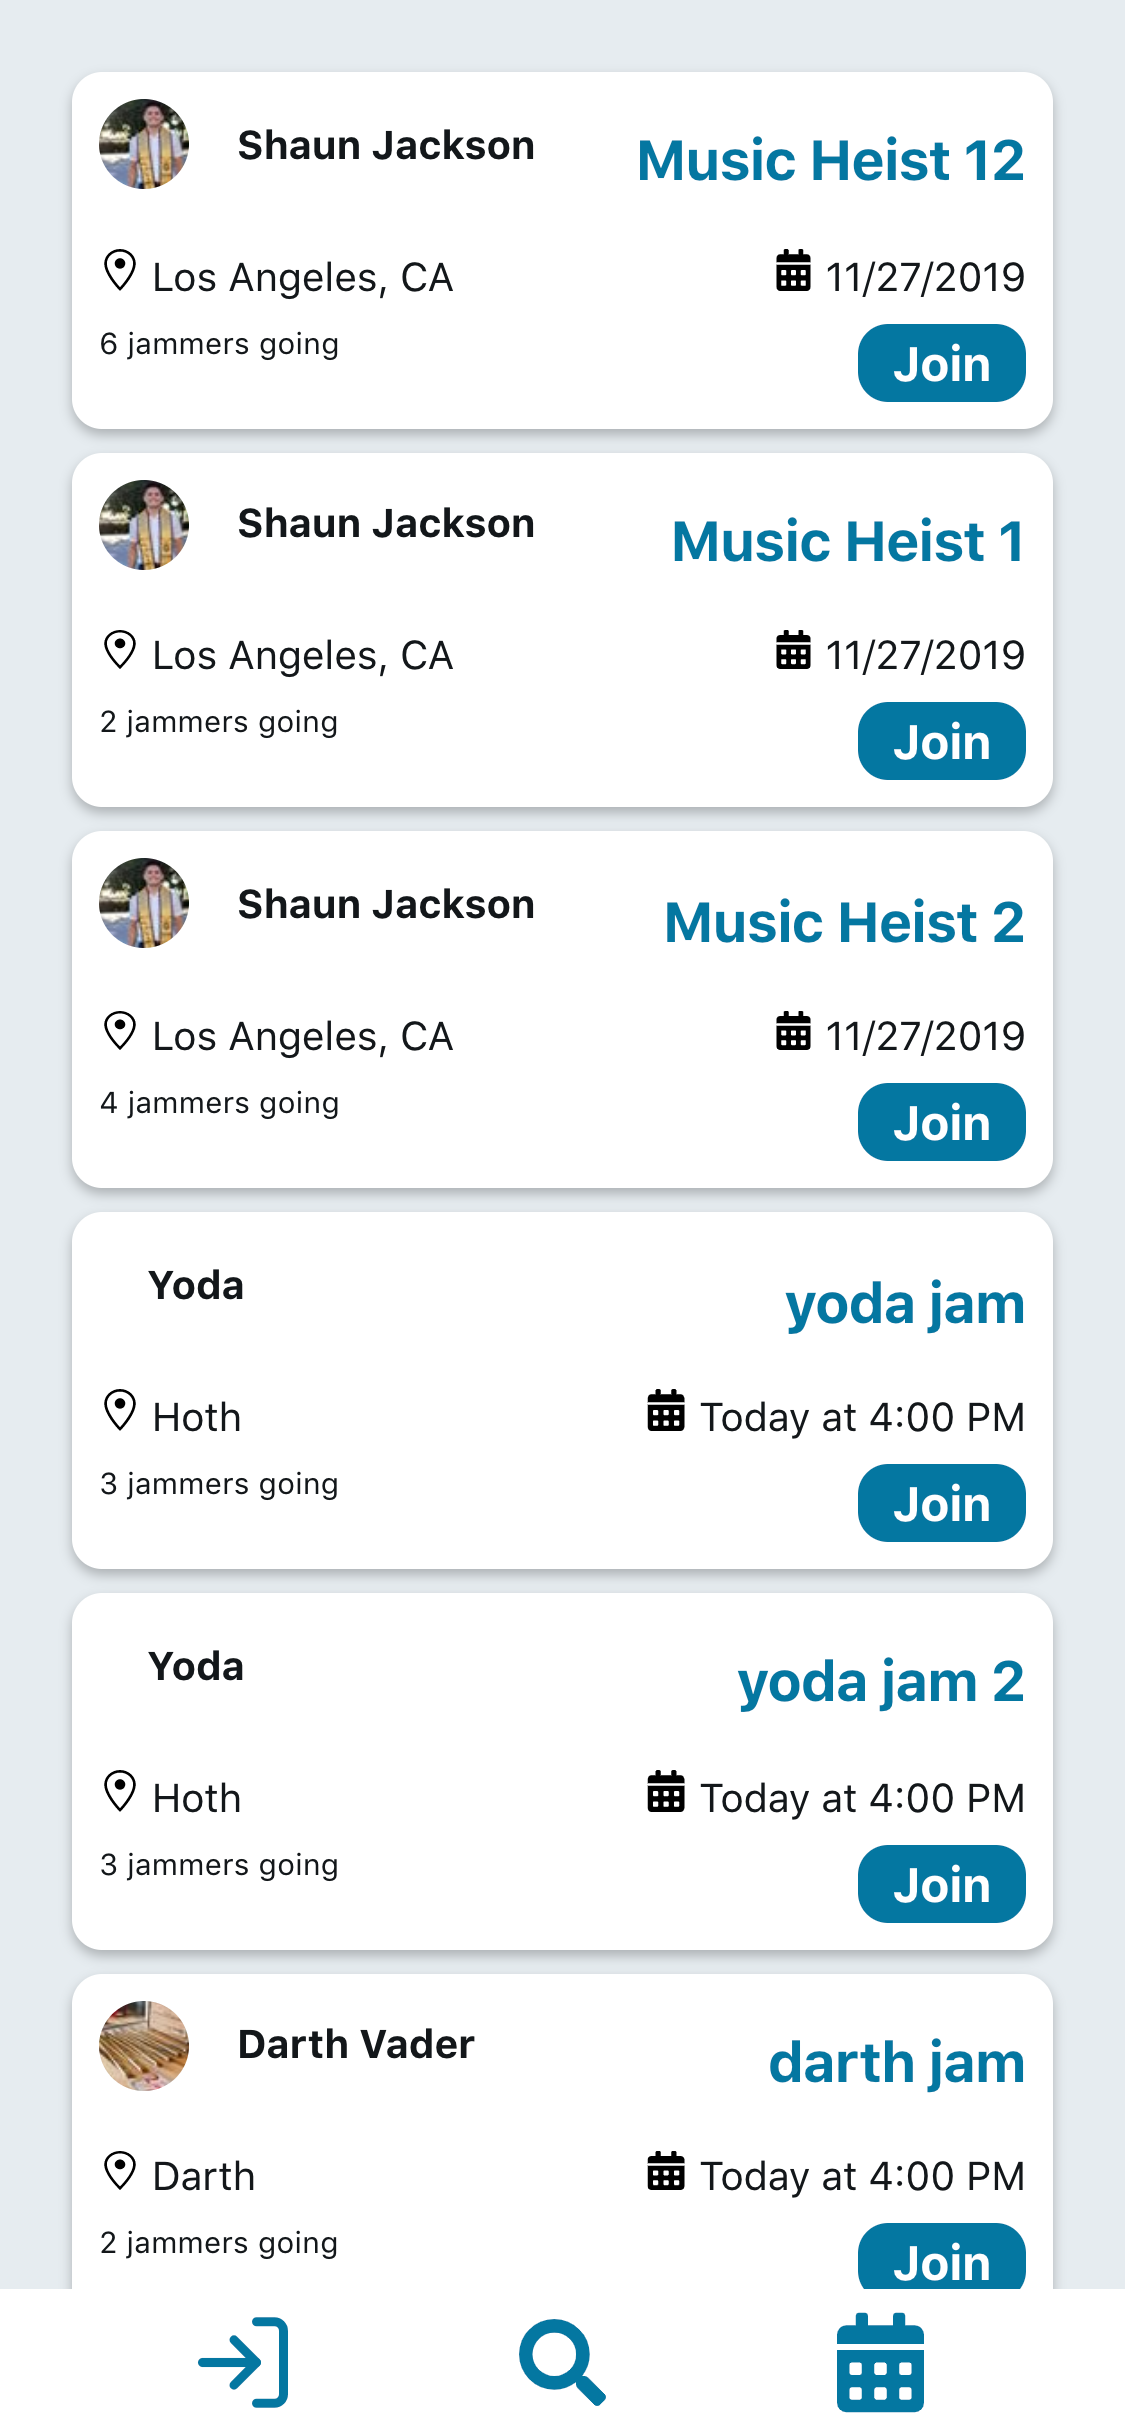 Shaun Jackson
Music Heist 12
Los Angeles, CA
11/27/2019
6 jammers going
Join
Shaun Jackson
Music Heist 1
Los Angeles, CA
11/27/2019
2 jammers going
Join
Shaun Jackson
Music Heist 2
Los Angeles, CA
11/27/2019
4 jammers going
Join
Yoda
yoda jam
Hoth
Today at 4:00 PM
3 jammers going
Join
Yoda
yoda jam 2
Hoth
Today at 4:00 PM
3 jammers going
Join
Darth Vader
darth jam
Darth
Today at 4:00 PM
2 jammers going
Join